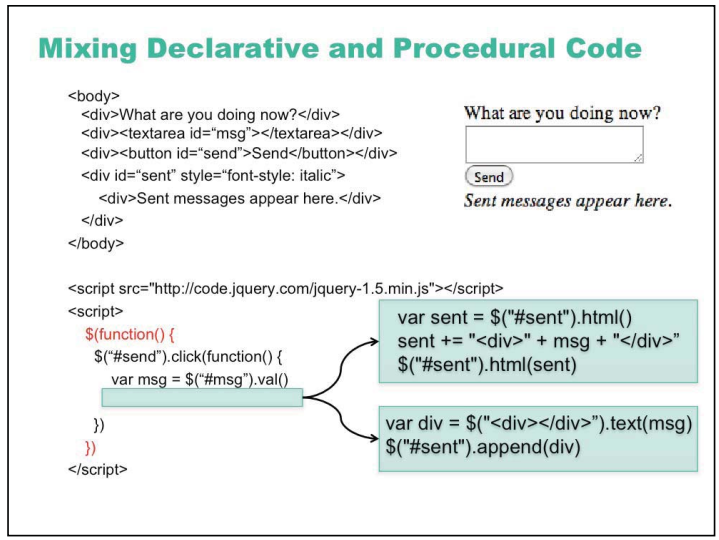 Mixing Declarative and Procedural Code
<body>
<div>What are you doing now?</div>
<div><textarea id=“msg”></textarea></div>
<div><button id=“send”>Send</button></div>
<div id=“sent” style=“font-style: italic”>
<div>Sent messages appear here.</div>
</div>
</body>
What are you doing now?
Send
Sent messages appear here.
<script src="http://code.jquery.com/jquery-1.5.min.js"></script>
<script>
$(function() {
$(“#send”).click(function() {
var msg = $(“#msg”).val()
})
})
</script>
var sent = $("#sent").html()
sent += "<div>" + msg + "</div>”
$("#sent").html(sent)
var div = $("<div></div>”).text(msg)
$("#sent").append(div)